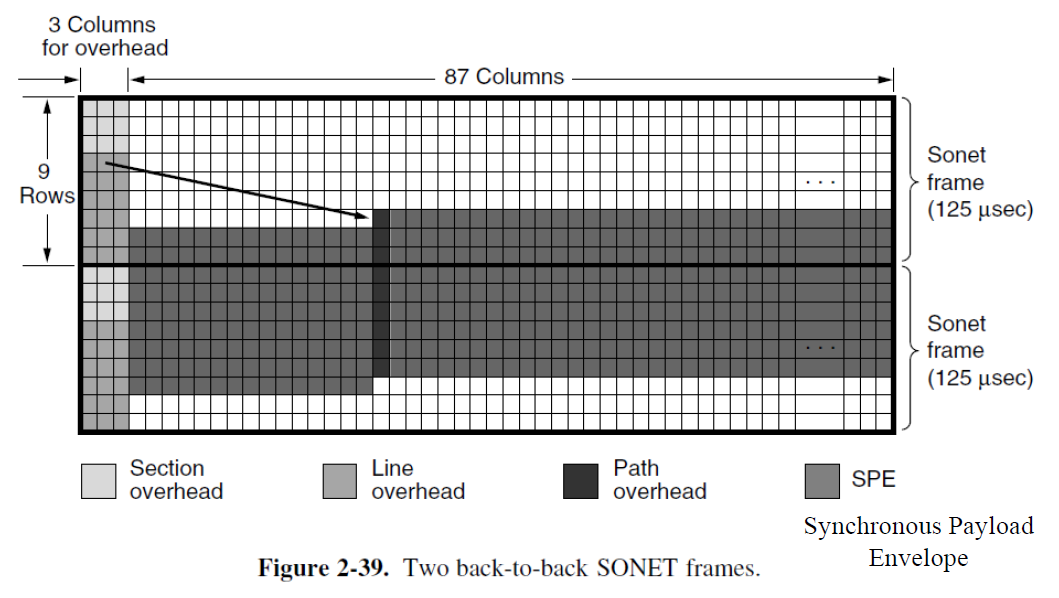 3 Columns
for overhead
87 Columns
9
Rows
. . .
Sonet
frame
(125 μsec)
. . .
Sonet
frame
(125 μsec)
Section
overhead
Line
overhead
Path
overhead
SPE
Synchronous Payload
Envelope
Figure 2-39. Two back-to-back SONET frames.